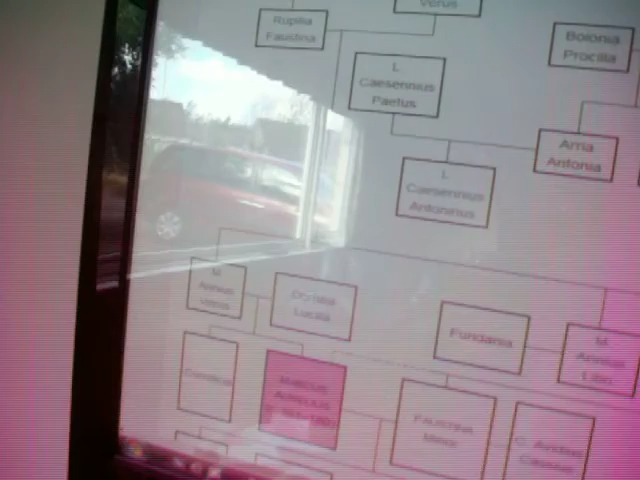 Verus
Rupilia
Faustina
Boionia
Procilla
L.
Caesennius
Paetus
Arria
Antonia
L.
Caesennius
Antoninus
M.
Annius
Verus
Domitia
Lucilla
Fundania
M.
Annius
Libo
Cornificia
Marcus
Aurelius
Faustina
Minor
C. Avidius
Cassius